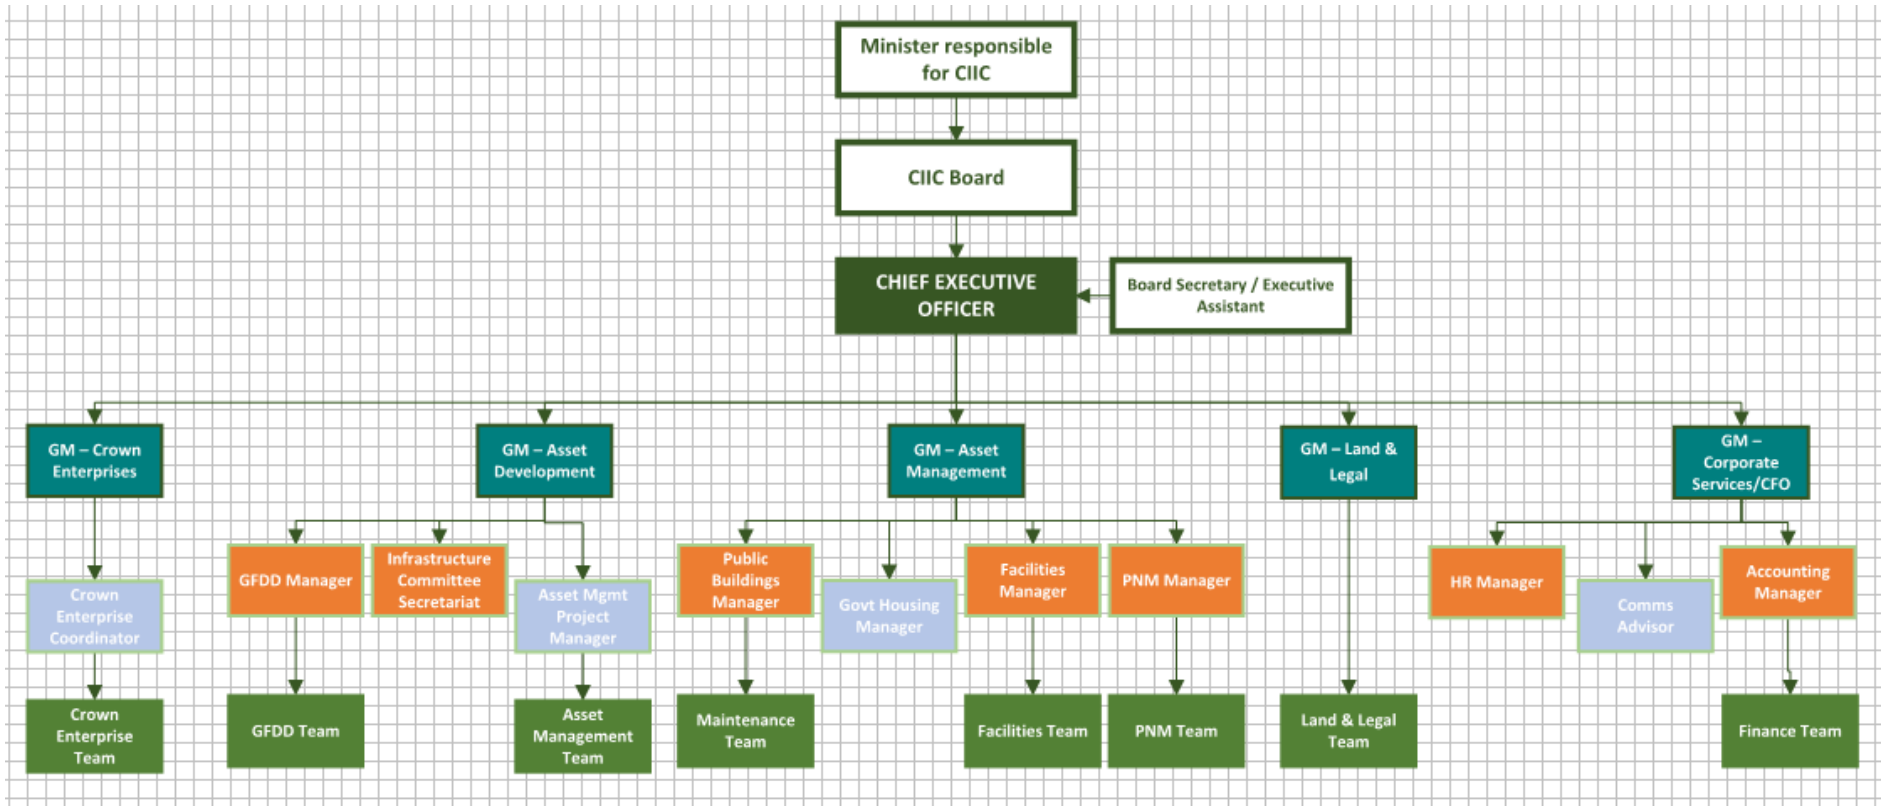 Minister responsible
for CIIC
CIIC Board
CHIEF EXECUTIVE
OFFICER
Board Secretary / Executive
Assistant
GM – Crown
Enterprises
GM – Asset
Development
GM – Asset
Management
GM – Land &
Legal
GM –
Corporate
Services/CFO
Crown
Enterprise
Coordinator
GFDD Manager
Infrastructure
Committee
Secretariat
Asset Mgmt
Project
Manager
Public
Buildings
Manager
Govt Housing
Manager
Facilities
Manager
PNM Manager
HR Manager
Comms
Advisor
Accounting
Manager
Crown
Enterprise
Team
GFDD Team
Asset
Management
Team
Maintenance
Team
Facilities Team
PNM Team
Land & Legal
Team
Finance Team